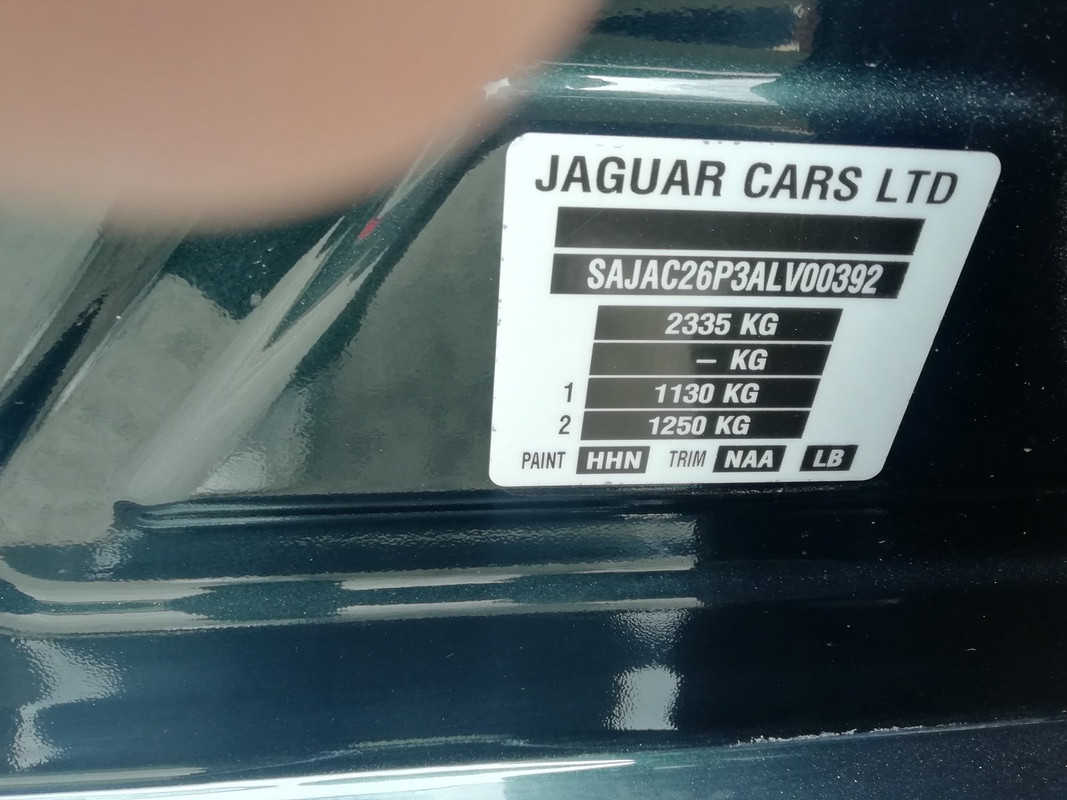 JAGUAR CARS LTD
SAJAC26P3ALV00392
2335 KG
– KG
1 1130 KG
2 1250 KG
PAINT HHN TRIM NAA LB